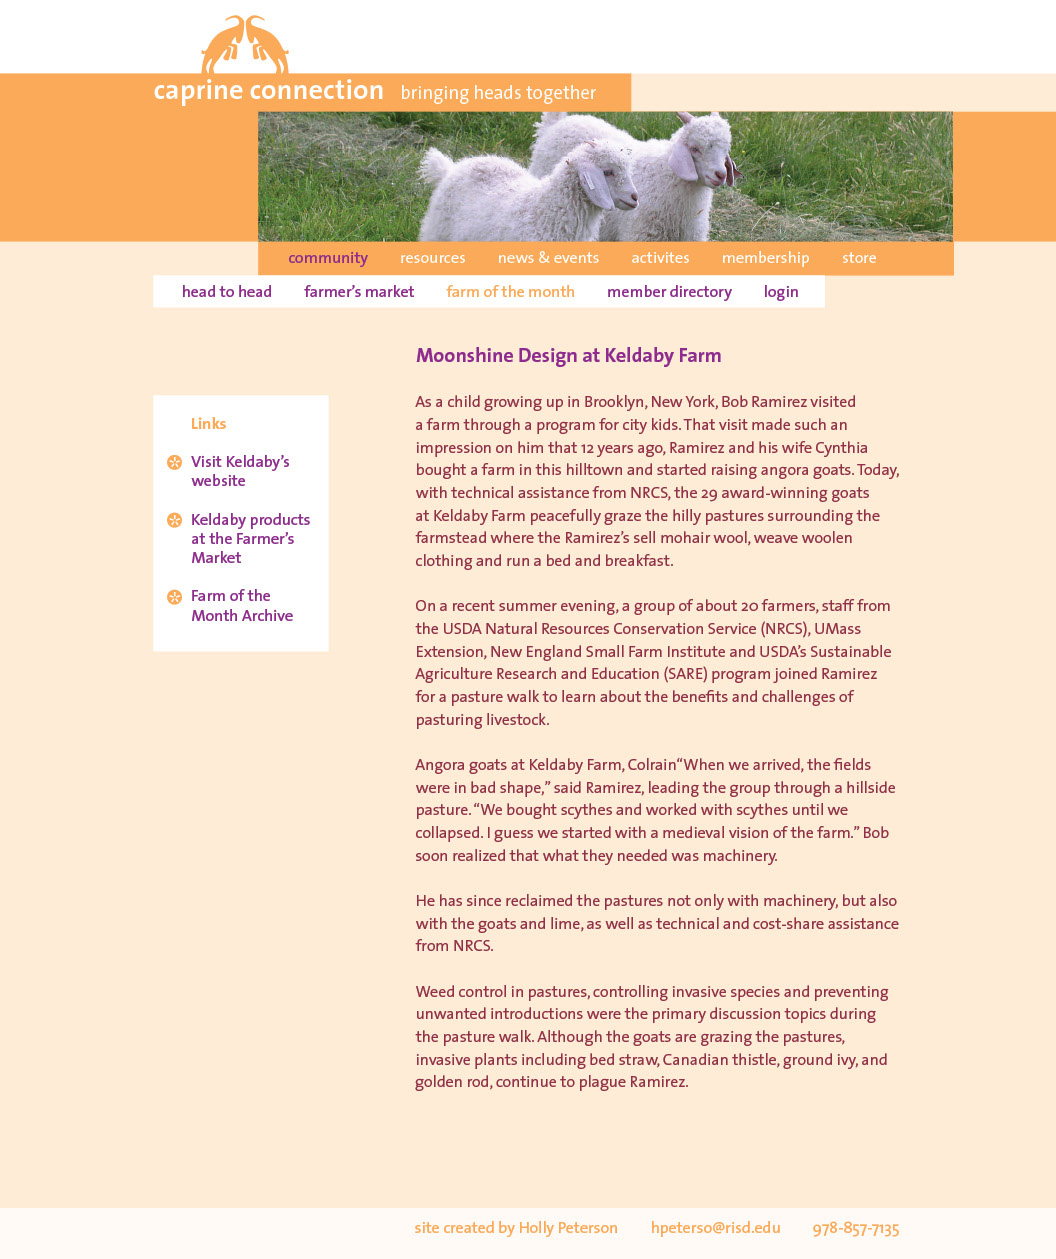 caprine connection bringing heads together
community resources news & events activites membership store
head to head farmer's market farm of the month member directory login
Moonshine Design at Keldaby Farm
As a child growing up in Brooklyn, New York, Bob Ramirez visited
a farm through a program for city kids. That visit made such an
impression on him that 12 years ago, Ramirez and his wife Cynthia
bought a farm in this hilltown and started raising angora goats. Today,
with technical assistance from NRCS, the 29 award-winning goats
at Keldaby Farm peacefully graze the hilly pastures surrounding the
farmstead where the Ramirez's sell mohair wool, weave woolen
clothing and run a bed and breakfast.
On a recent summer evening, a group of about 20 farmers, staff from
the USDA Natural Resources Conservation Service (NRCS), UMass
Extension, New England Small Farm Institute and USDA's Sustainable
Agriculture Research and Education (SARE) program joined Ramirez
for a pasture walk to learn about the benefits and challenges of
pasturing livestock.
Angora goats at Keldaby Farm, Colrain“When we arrived, the fields
were in bad shape,” said Ramirez, leading the group through a hillside
pasture. “We bought scythes and worked with scythes until we
collapsed. I guess we started with a medieval vision of the farm.” Bob
soon realized that what they needed was machinery.
He has since reclaimed the pastures not only with machinery, but also
with the goats and lime, as well as technical and cost-share assistance
from NRCS.
Weed control in pastures, controlling invasive species and preventing
unwanted introductions were the primary discussion topics during
the pasture walk. Although the goats are grazing the pastures,
invasive plants including bed straw, Canadian thistle, ground ivy, and
golden rod, continue to plague Ramirez.
Links
Visit Keldaby's
website
Keldaby products
at the Farmer's
Market
Farm of the
Month Archive
site created by Holly Peterson hpeterso@risd.edu 978-857-7135